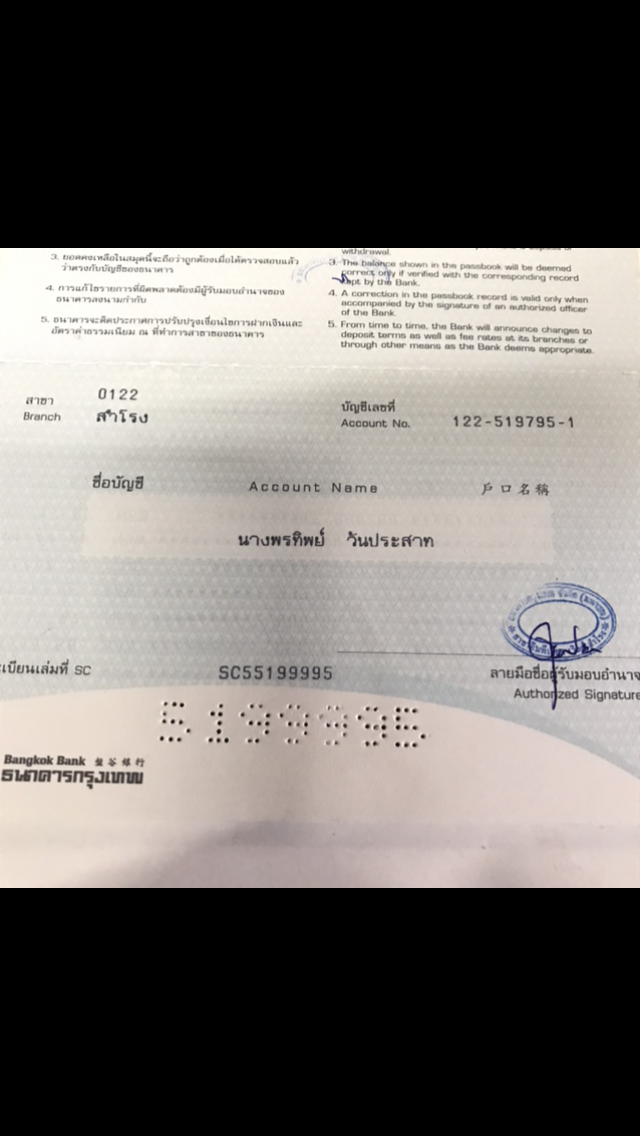 3. ยอดคงเหลือในสมุดนี้จะถือว่าถูกต้องเมื่อได้ตรวจสอบแล้ว
ว่าตรงกับบัญชีของธนาคาร
4. การแก้ไขรายการที่ผิดพลาดต้องมีผู้รับมอบอำนาจของ
ธนาคารลงนามกำกับ
5. ธนาคารจะติดประกาศการปรับปรุงเงื่อนไขการฝากเงินและ
อัตราค่าธรรมเนียม ณ ที่ทำการสาขาของธนาคาร
withdrawal.
3. The balance shown in the passbook will be deemed
correct only if verified with the corresponding record
kept by the Bank.
4. A correction in the passbook record is valid only when
accompanied by the signature of an authorized officer
of the Bank.
5. From time to time, the Bank will announce changes to
deposit terms as well as fee rates at its branches or
through other means as the Bank deems appropriate.
สาขา 0122
Branch สำโรง
บัญชีเลขที่
Account No. 122-519795-1
ชื่อบัญชี Account Name 戶口名稱
นางพรทิพย์ วันประสาท
ะเบียนเล่มที่ SC SC55199995
ลายมือชื่อผู้รับมอบอำนาจ
Authorized Signature
5199995
Bangkok Bank 盤谷銀行
ธนาคารกรุงเทพ